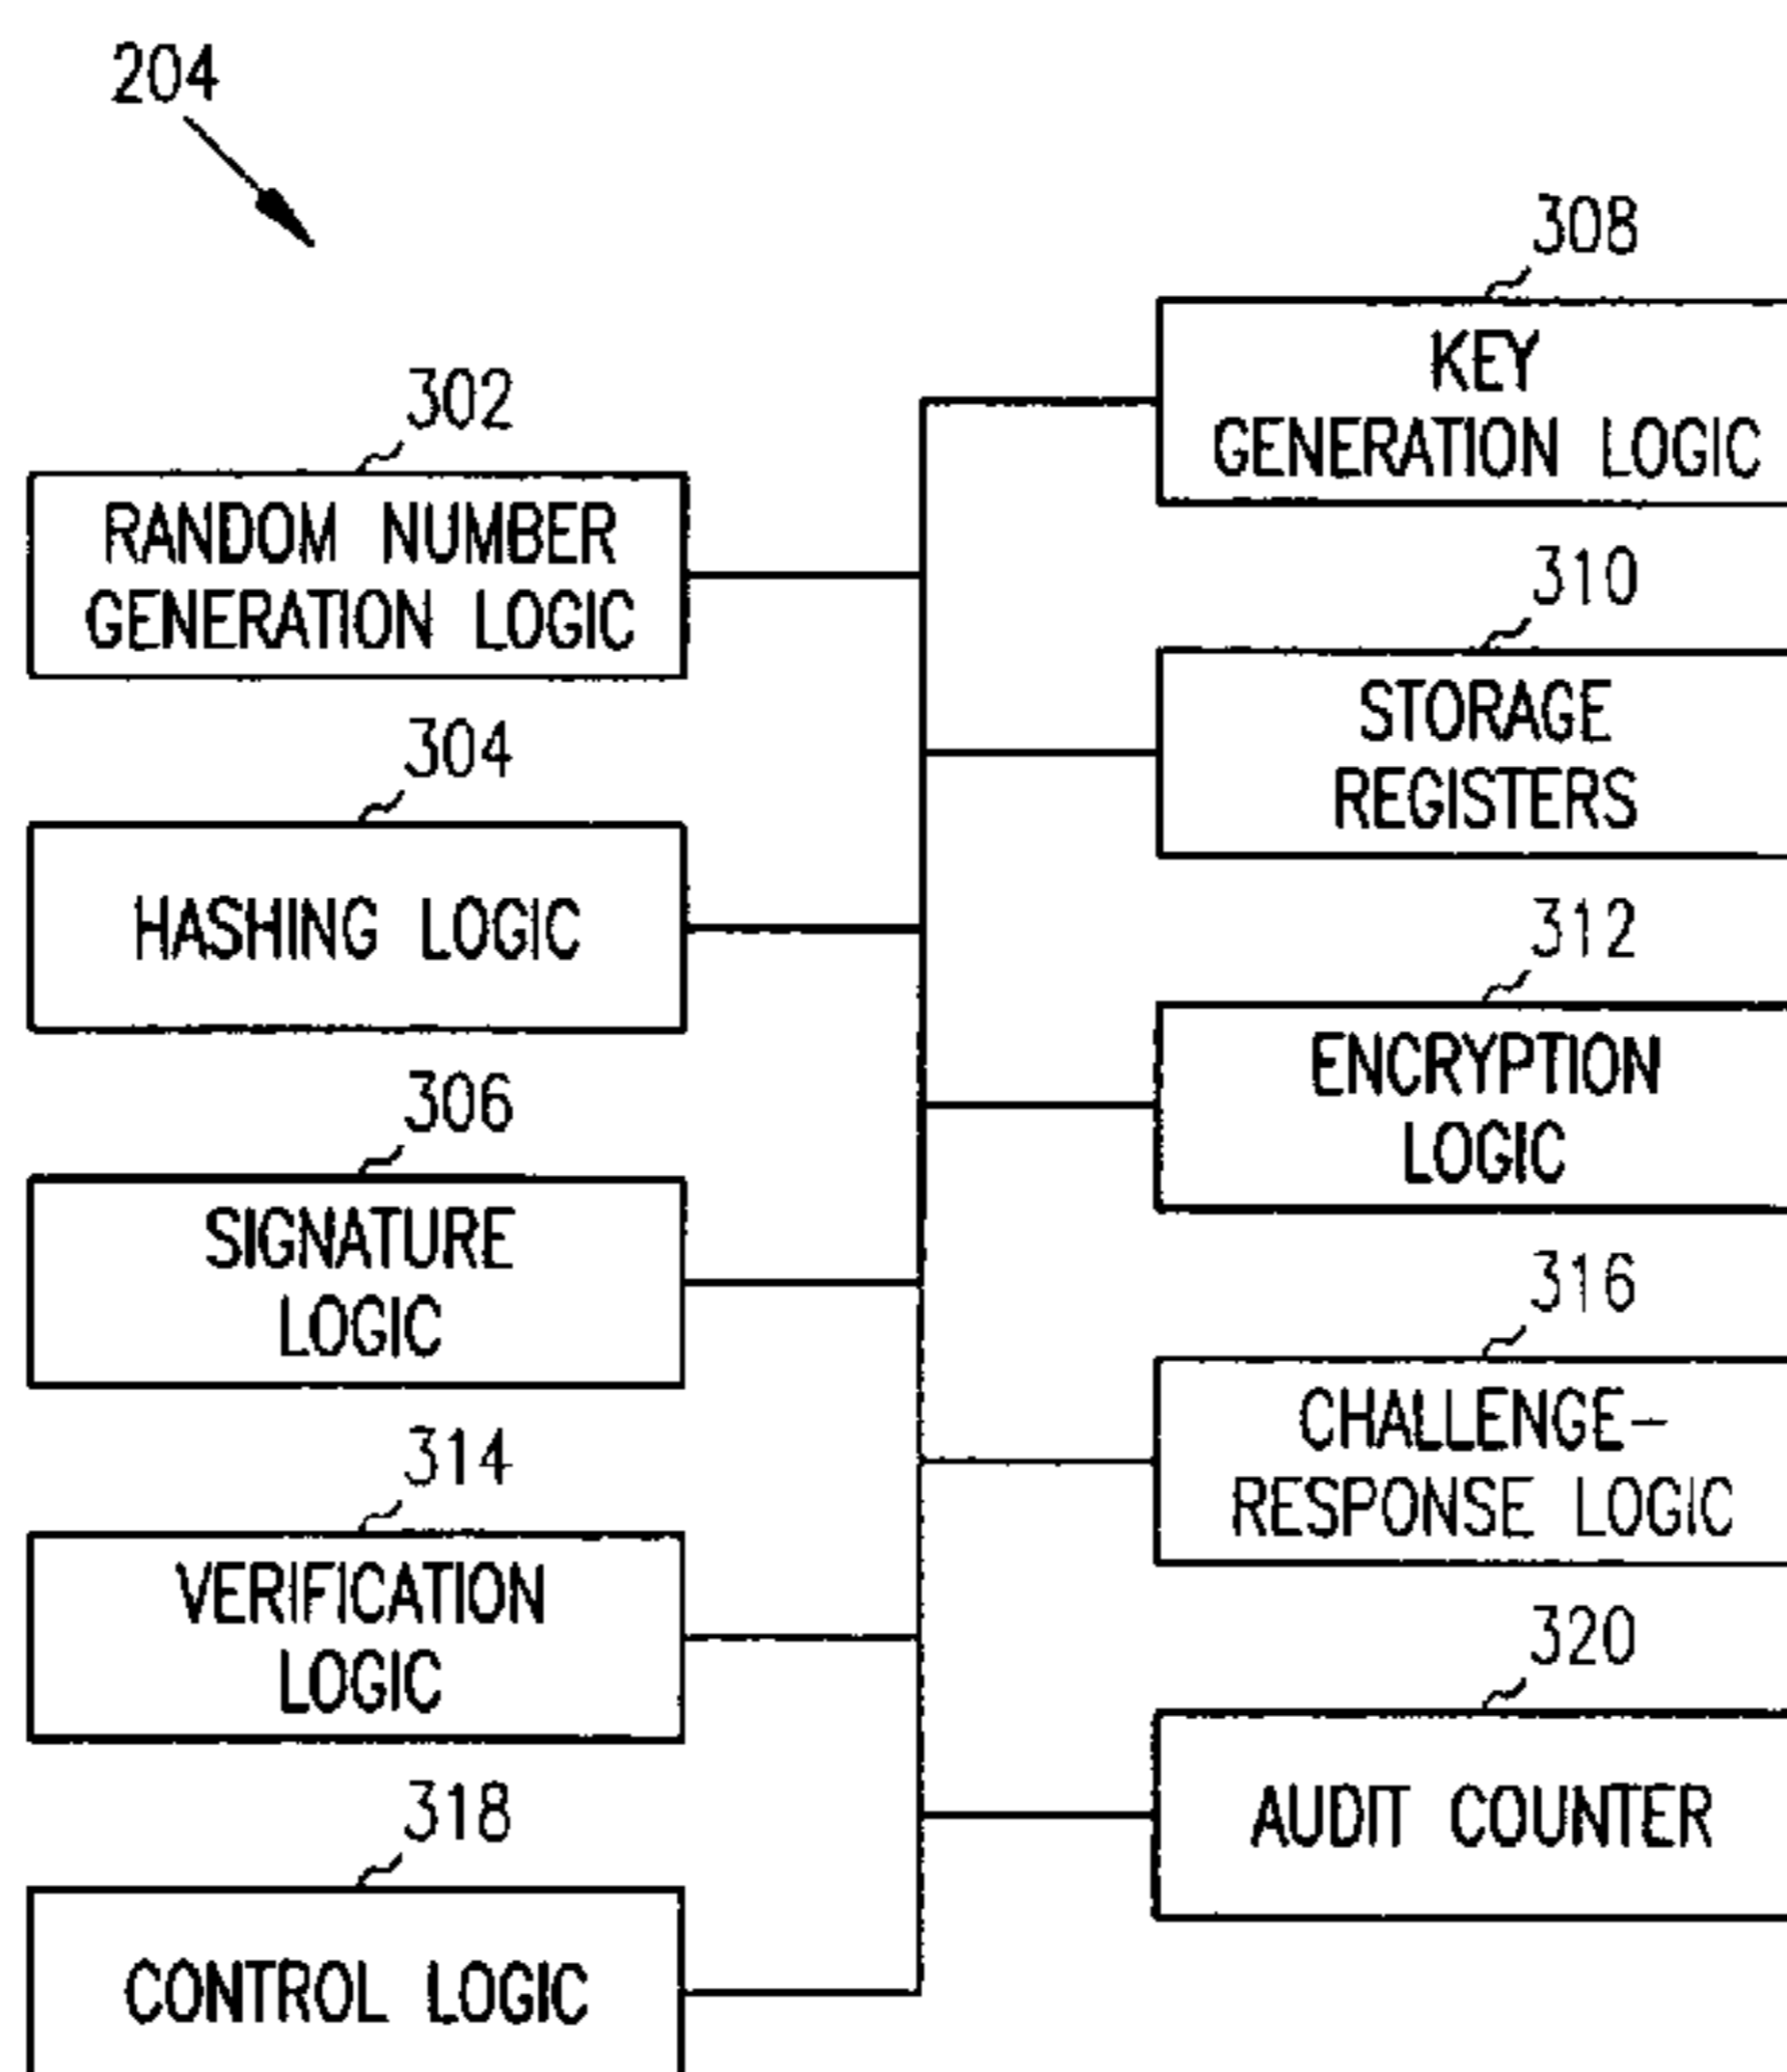 204
302
RANDOM NUMBER
GENERATION LOGIC
304
HASHING LOGIC
306
SIGNATURE
LOGIC
314
VERIFICATION
LOGIC
318
CONTROL LOGIC
308
KEY
GENERATION LOGIC
310
STORAGE
REGISTERS
312
ENCRYPTION
LOGIC
316
CHALLENGE-
RESPONSE LOGIC
320
AUDIT COUNTER